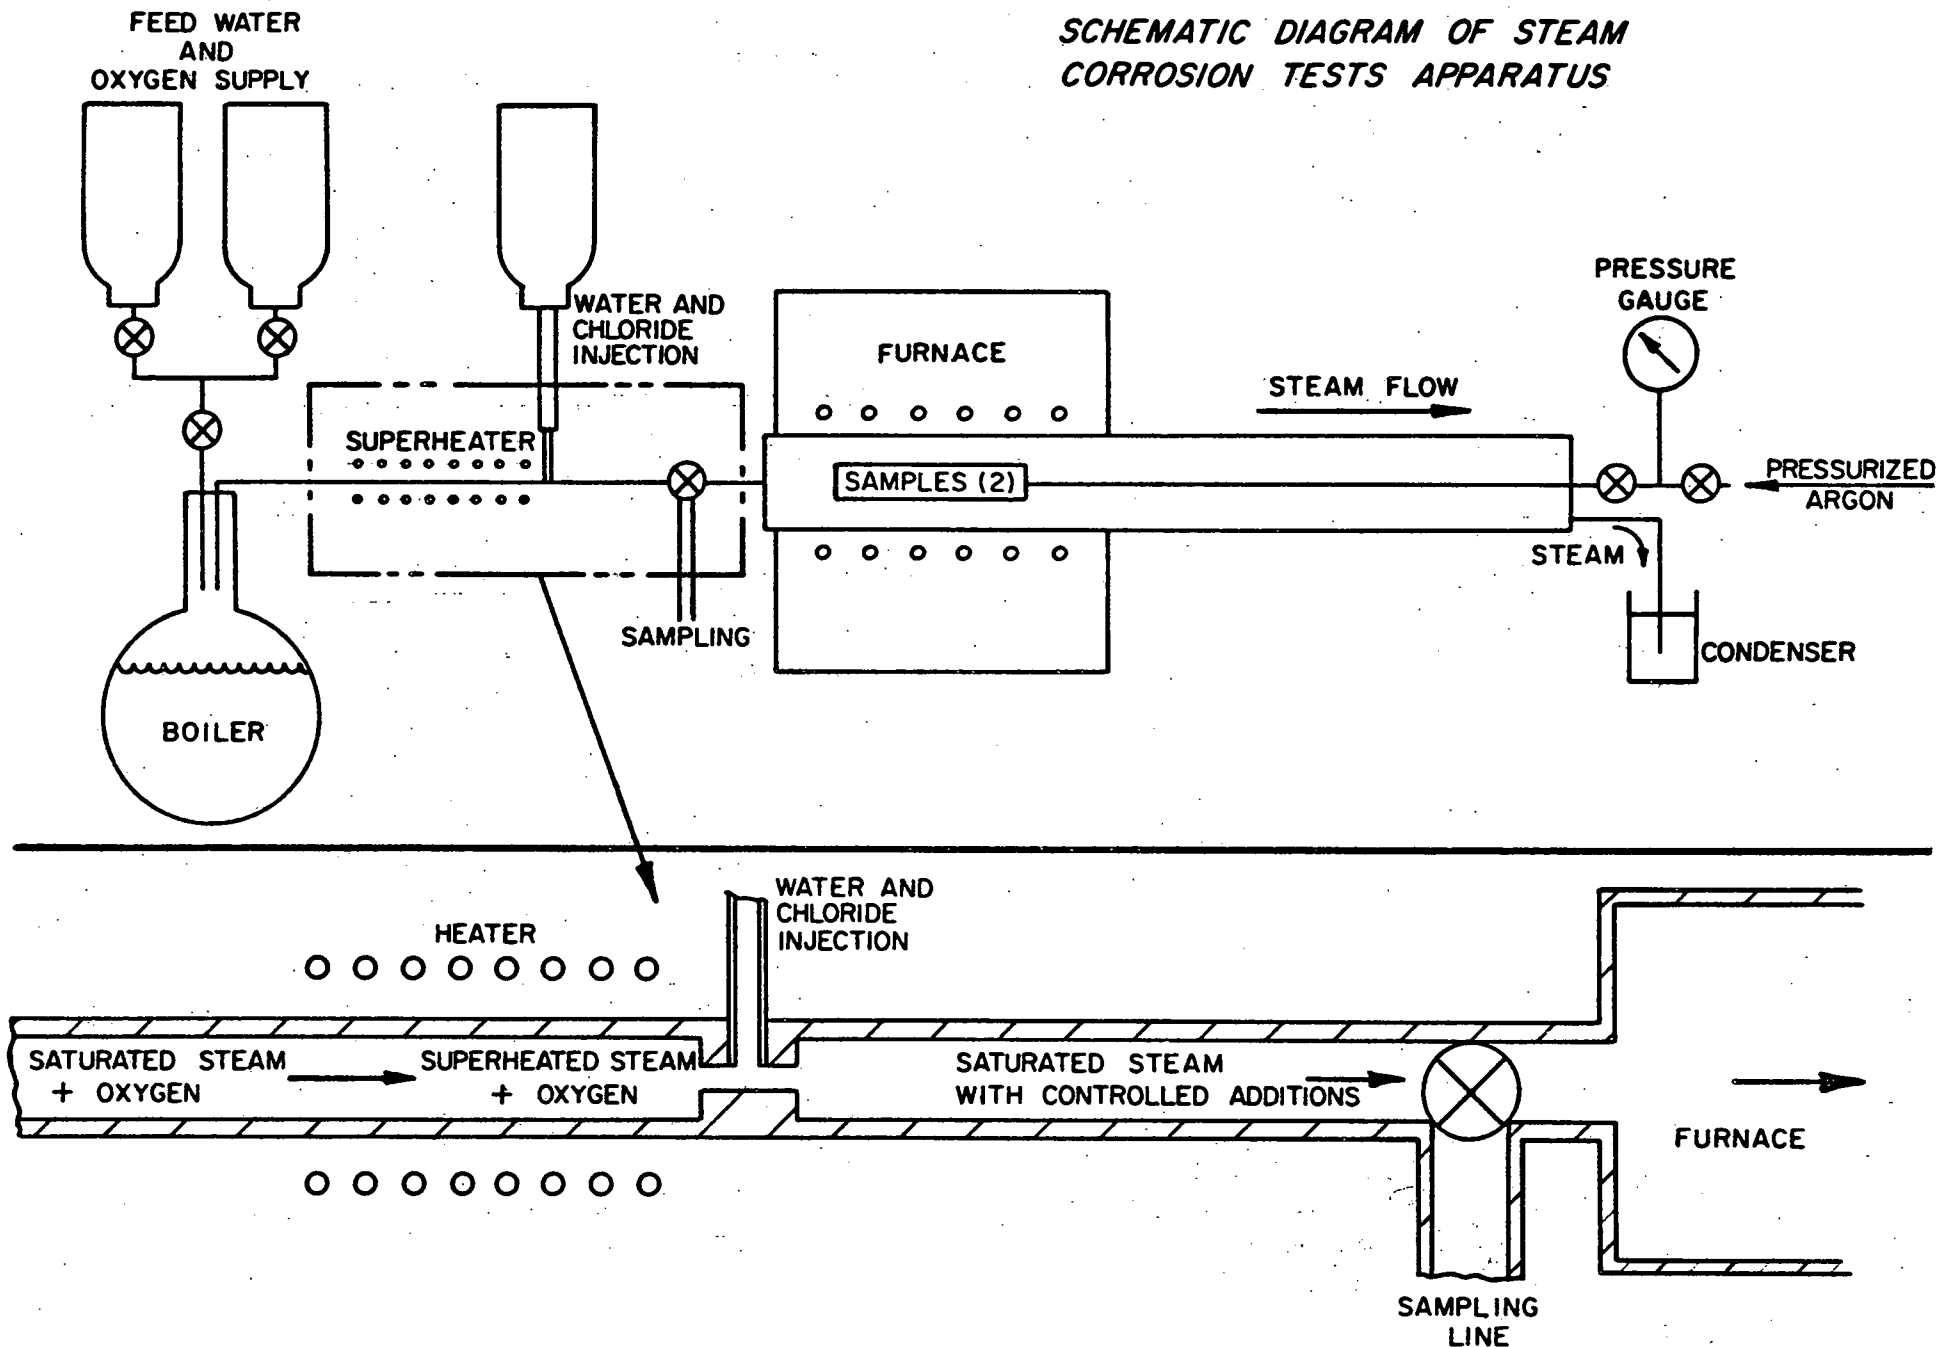 SCHEMATIC DIAGRAM OF STEAM
CORROSION TESTS APPARATUS
FEED WATER
AND
OXYGEN SUPPLY
WATER AND
CHLORIDE
INJECTION
SUPERHEATER
SAMPLING
BOILER
FURNACE
SAMPLES (2)
STEAM FLOW
PRESSURE
GAUGE
PRESSURIZED
ARGON
STEAM
CONDENSER
HEATER
WATER AND
CHLORIDE
INJECTION
SATURATED STEAM
+ OXYGEN
SUPERHEATED STEAM
+ OXYGEN
SATURATED STEAM
WITH CONTROLLED ADDITIONS
FURNACE
SAMPLING
LINE